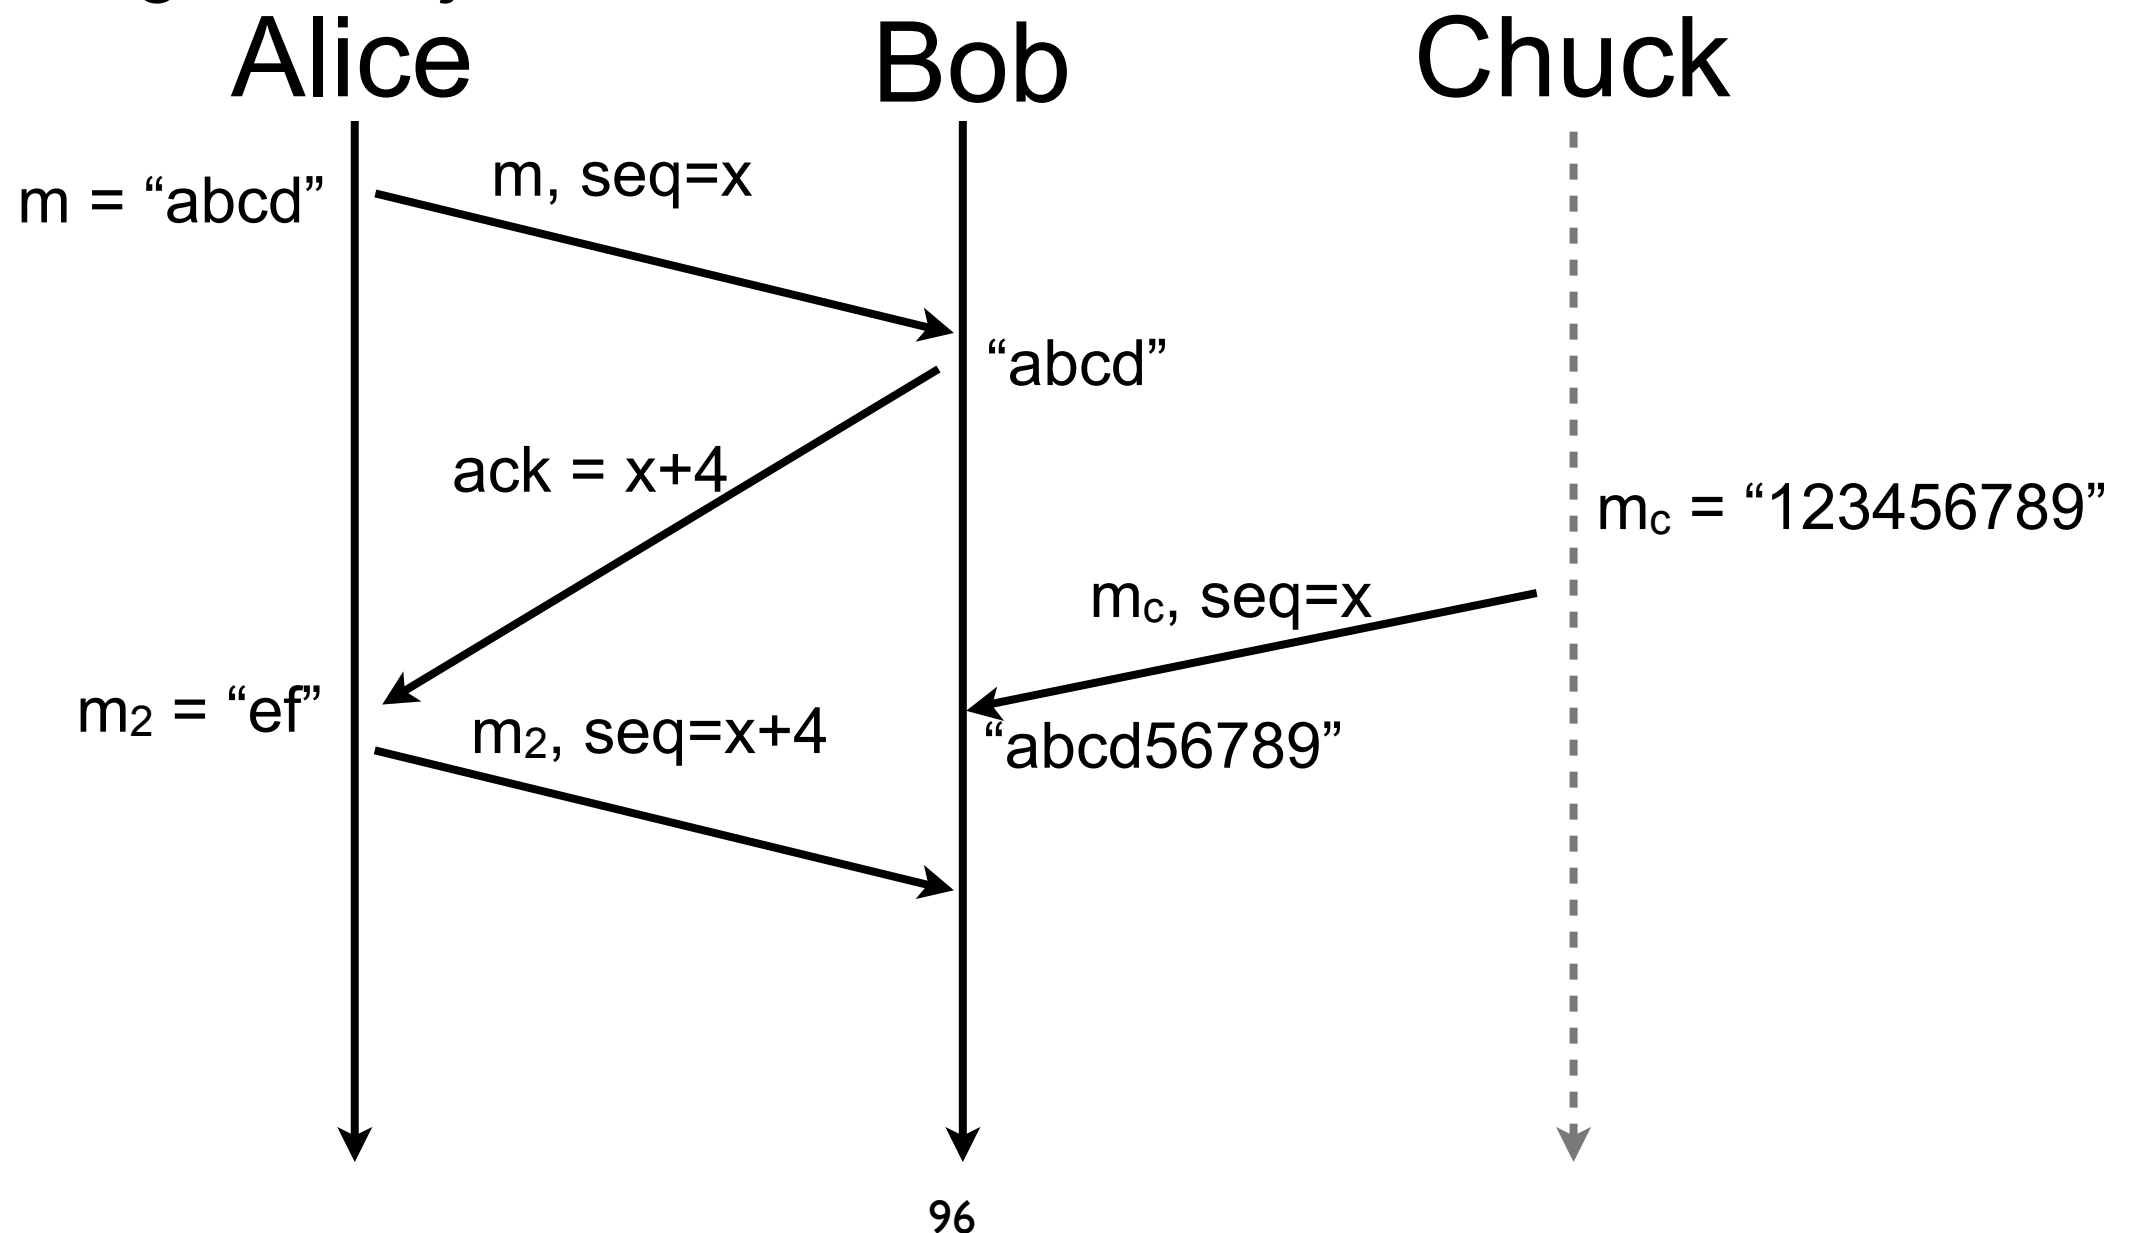 Alice Bob Chuck
m = “abcd”
m, seq=x
“abcd”
ack = x+4
mc = “123456789”
mc, seq=x
m2 = “ef”
m2, seq=x+4
“abcd56789”
96